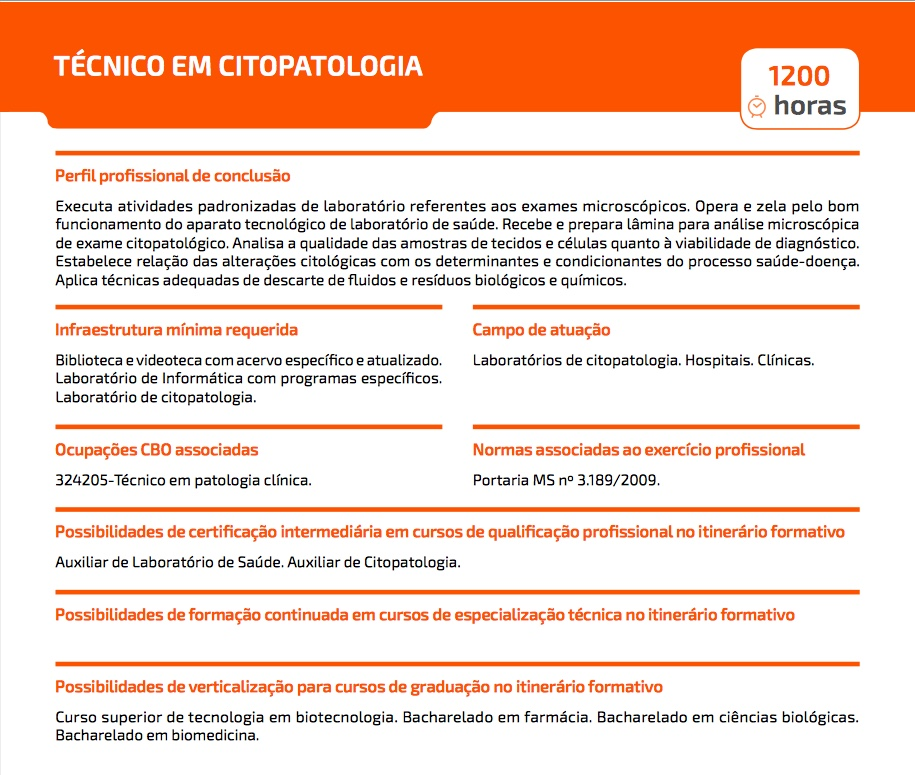 TÉCNICO EM CITOPATOLOGIA
1200
horas
Perfil profissional de conclusão
Executa atividades padronizadas de laboratório referentes aos exames microscópicos. Opera e zela pelo bom
funcionamento do aparato tecnológico de laboratório de saúde. Recebe e prepara lâmina para análise microscópica
de exame citopatológico. Analisa a qualidade das amostras de tecidos e células quanto à viabilidade de diagnóstico.
Estabelece relação das alterações citológicas com os determinantes e condicionantes do processo saúde-doença.
Aplica técnicas adequadas de descarte de fluidos e resíduos biológicos e químicos.
Infraestrutura mínima requerida
Biblioteca e videoteca com acervo específico e atualizado.
Laboratório de Informática com programas específicos.
Laboratório de citopatologia.
Campo de atuação
Laboratórios de citopatologia. Hospitais. Clínicas.
Ocupações CBO associadas
324205-Técnico em patologia clínica.
Normas associadas ao exercício profissional
Portaria MS nº 3.189/2009.
Possibilidades de certificação intermediária em cursos de qualificação profissional no itinerário formativo
Auxiliar de Laboratório de Saúde. Auxiliar de Citopatologia.
Possibilidades de formação continuada em cursos de especialização técnica no itinerário formativo
Possibilidades de verticalização para cursos de graduação no itinerário formativo
Curso superior de tecnologia em biotecnologia. Bacharelado em farmácia. Bacharelado em ciências biológicas.
Bacharelado em biomedicina.